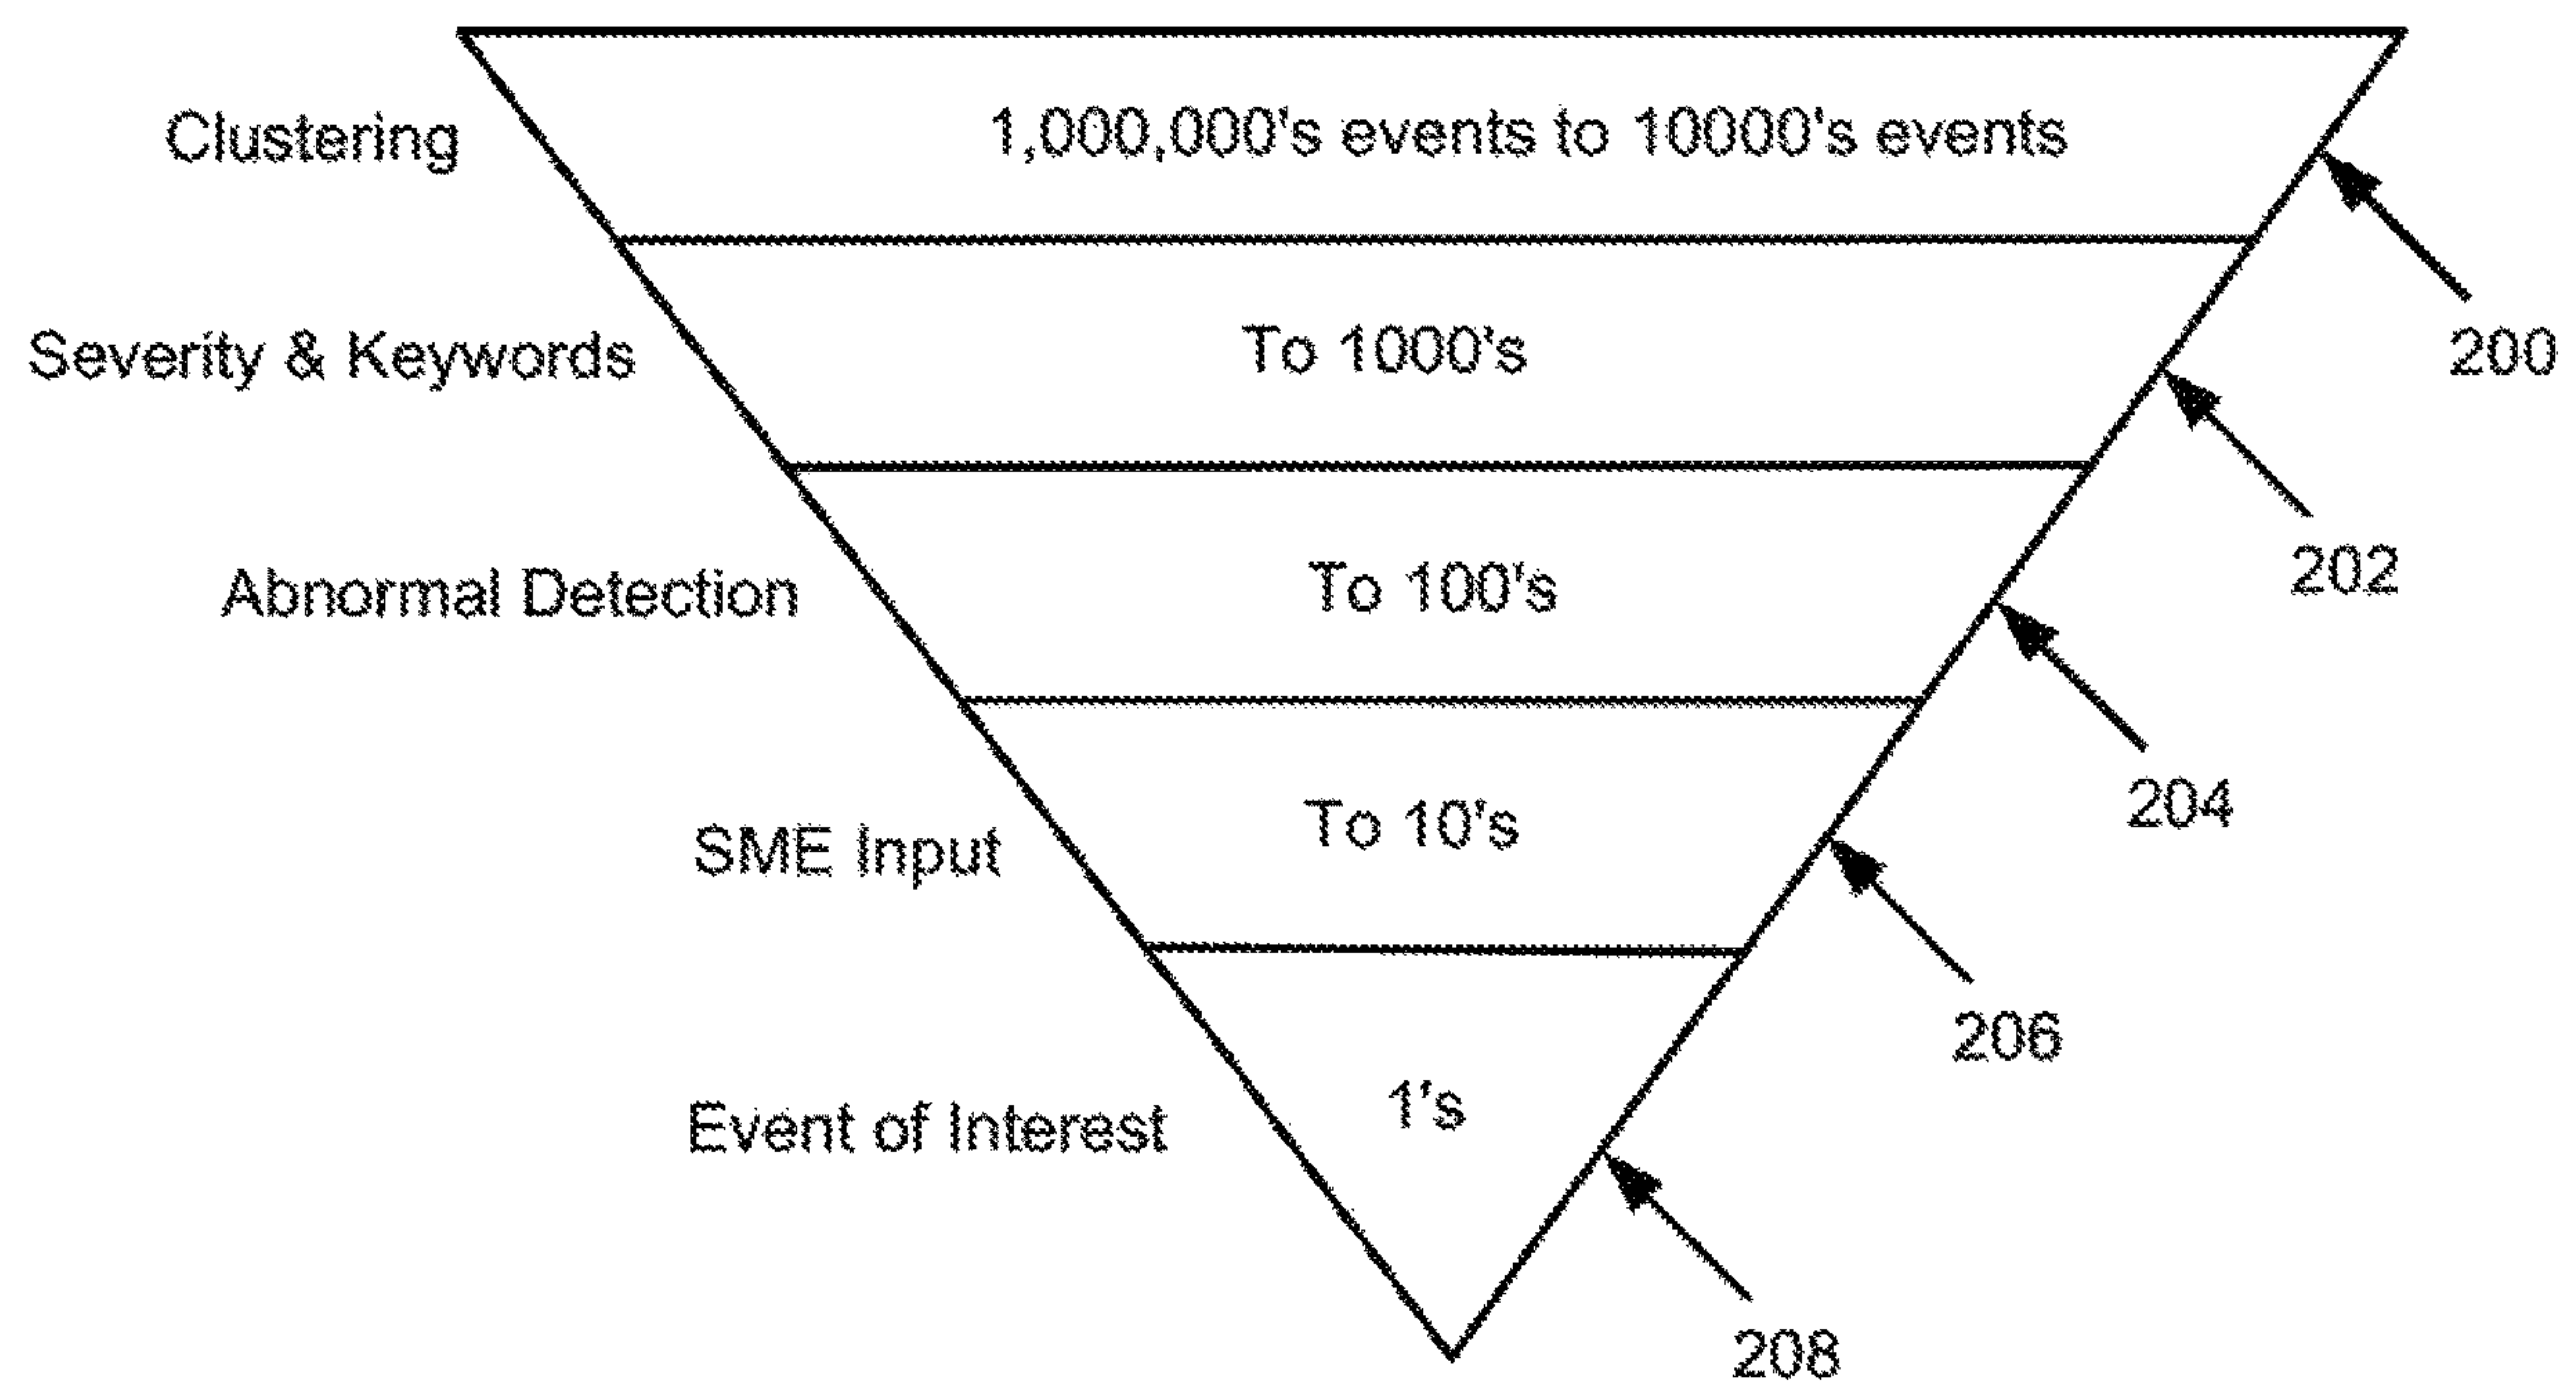 Clustering
1,000,000's events to 10000's events
200
Severity & Keywords
To 1000's
202
Abnormal Detection
To 100's
204
SME Input
To 10's
206
Event of Interest
1's
208